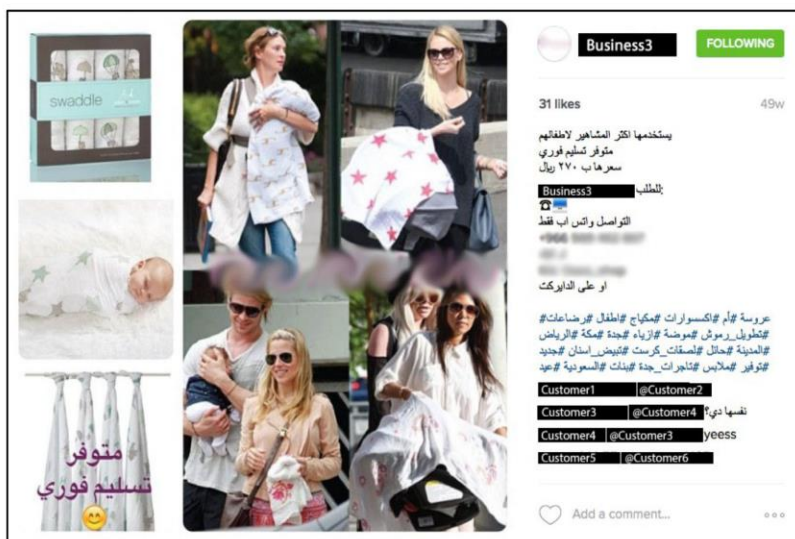 swaddle
متوفر
تسليم فوري
Business3
FOLLOWING
31 likes
49w
يستخدمها اكثر المشاهير لاطفالهم
متوفر تسليم فوري
سعرها ب ٢٧٠ ريال
للطلب: Business3
التواصل واتس اب فقط
او على الدايركت
عروسة #أم #اكسسوارات #مكياج #اطفال #رضاعات#
#تطويل_رموش #موضة #ازياء #جدة #مكة #الرياض
#المدينة #حائل #لصقات_كرست #تبييض_اسنان #جديد
#توفير #ملابس #تاجرات_جدة #بنات #السعودية #عيد
Customer1 @Customer2
Customer3 @Customer4 نفسها دي؟
Customer4 @Customer3 yeess
Customer5 @Customer6
Add a comment...